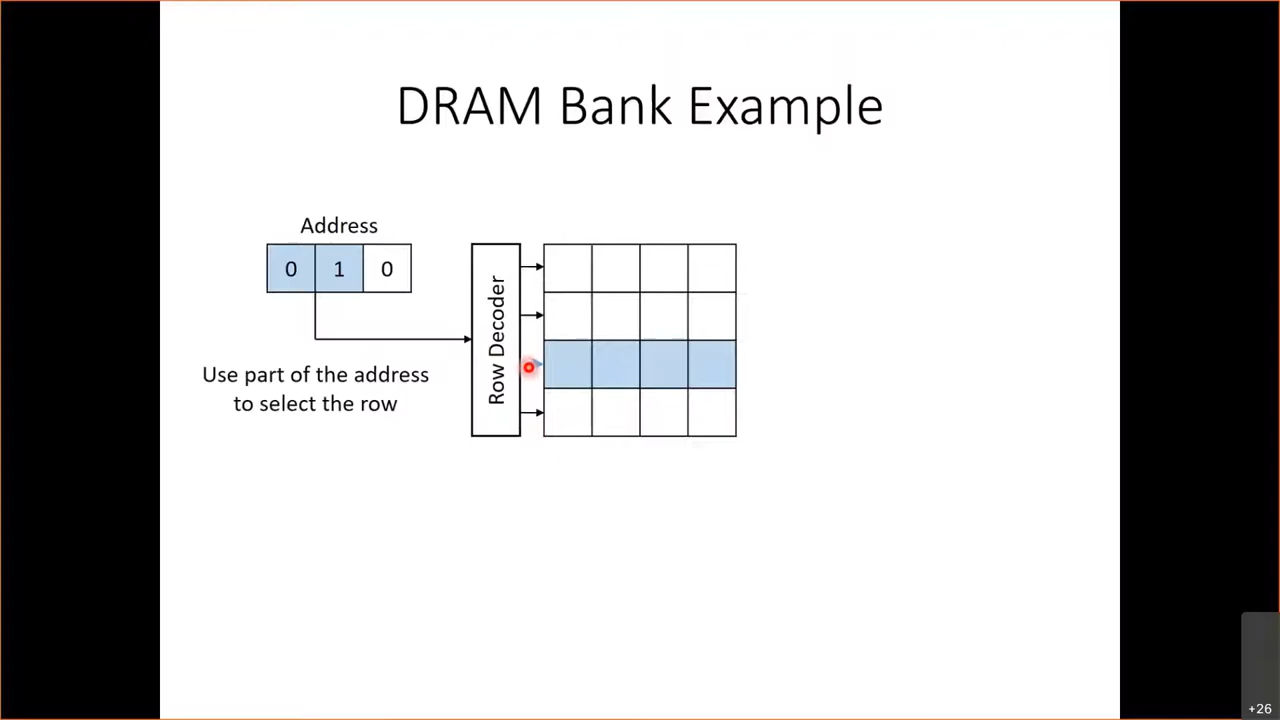 DRAM Bank Example
Address
0 1 0
Row Decoder
Use part of the address
to select the row
+26